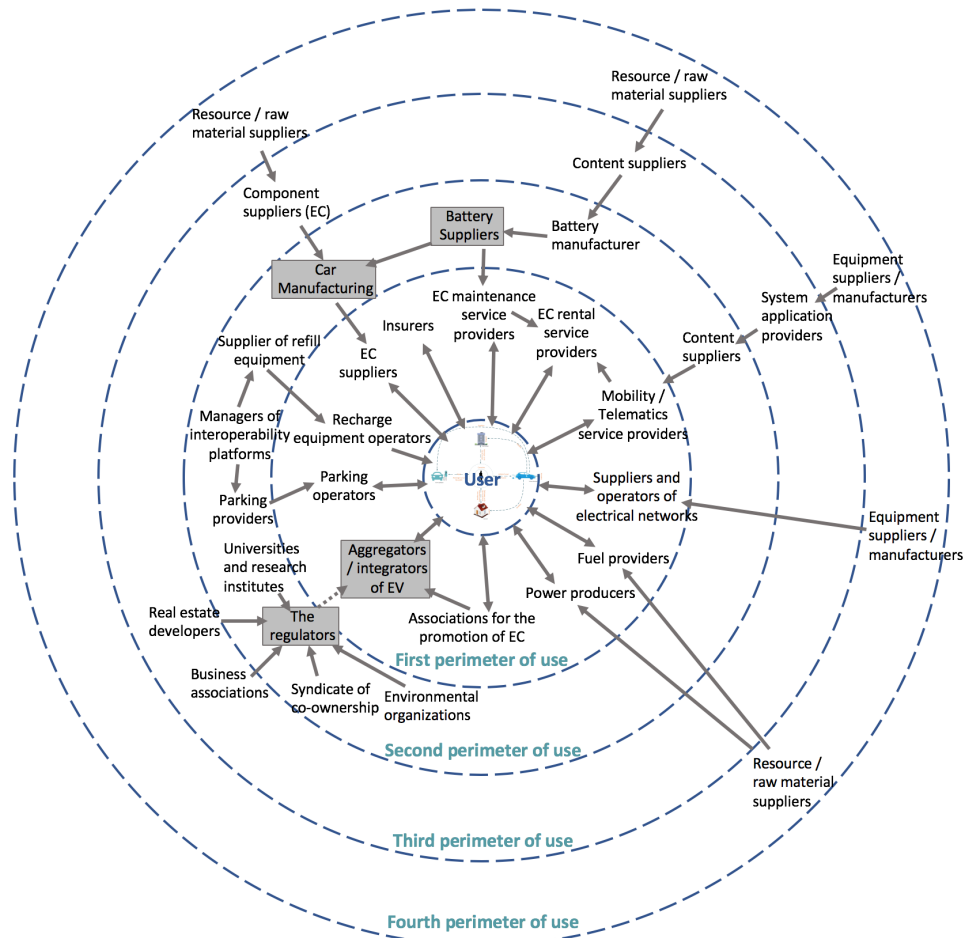 Resource / raw
material suppliers
Resource / raw
material suppliers
Content suppliers
Component
suppliers (EC)
Battery
Suppliers
Battery
manufacturer
Car
Manufacturing
Equipment
suppliers /
manufacturers
System
application
providers
EC maintenance
service
providers
EC rental
service
providers
Insurers
Content
suppliers
Supplier of refill
equipment
EC
suppliers
Mobility /
Telematics
service providers
Managers of
interoperability
platforms
Recharge
equipment operators
User
Parking
operators
Suppliers and
operators of
electrical networks
Parking
providers
Equipment
suppliers /
manufacturers
Universities
and research
institutes
Aggregators
/ integrators
of EV
Fuel providers
Power producers
Real estate
developers
The
regulators
Associations for the
promotion of EC
First perimeter of use
Business
associations
Syndicate of
co-ownership
Environmental
organizations
Second perimeter of use
Resource /
raw material
suppliers
Third perimeter of use
Fourth perimeter of use